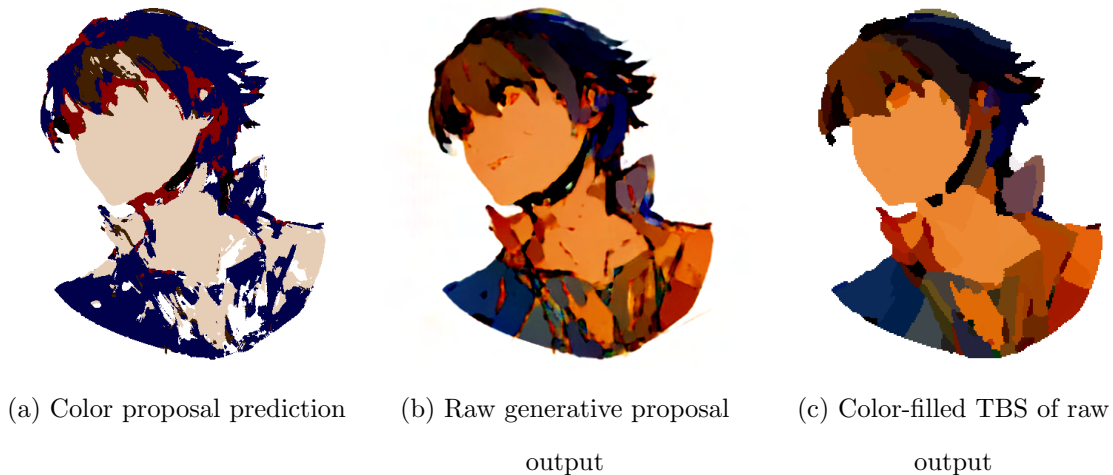 (a) Color proposal prediction
(b) Raw generative proposal
output
(c) Color-filled TBS of raw
output